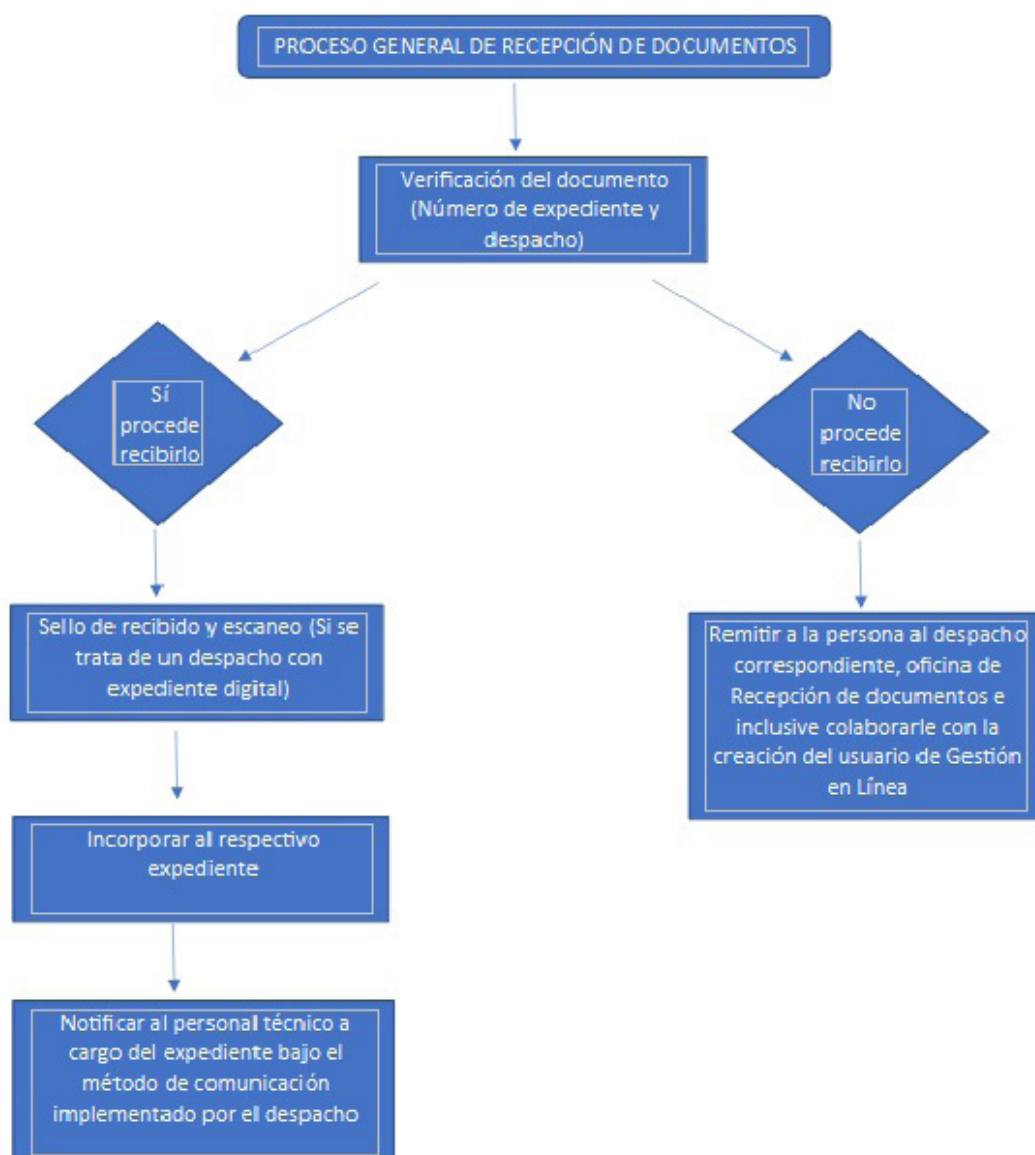 PROCESO GENERAL DE RECEPCIÓN DE DOCUMENTOS
Verificación del documento
(Número de expediente y
despacho)
Sí
procede
recibirlo
No
procede
recibirlo
Sello de recibido y escaneo (Si se
trata de un despacho con
expediente digital)
Remitir a la persona al despacho
correspondiente, oficina de
Recepción de documentos e
inclusive colaborarle con la
creación del usuario de Gestión
en Línea
Incorporar al respectivo
expediente
Notificar al personal técnico a
cargo del expediente bajo el
método de comunicación
implementado por el despacho